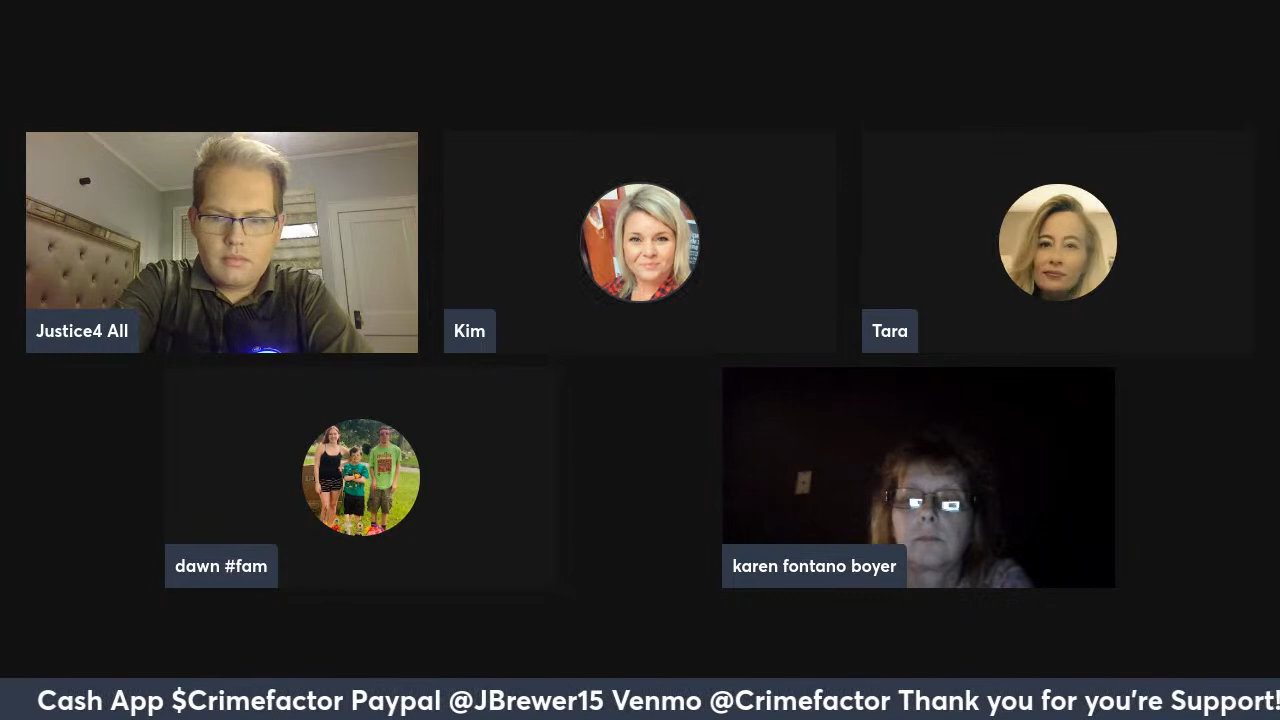 Justice4 All
Kim
Tara
dawn #fam
karen fontano boyer
Cash App $Crimefactor Paypal @JBrewer15 Venmo @Crimefactor Thank you for you're Support!